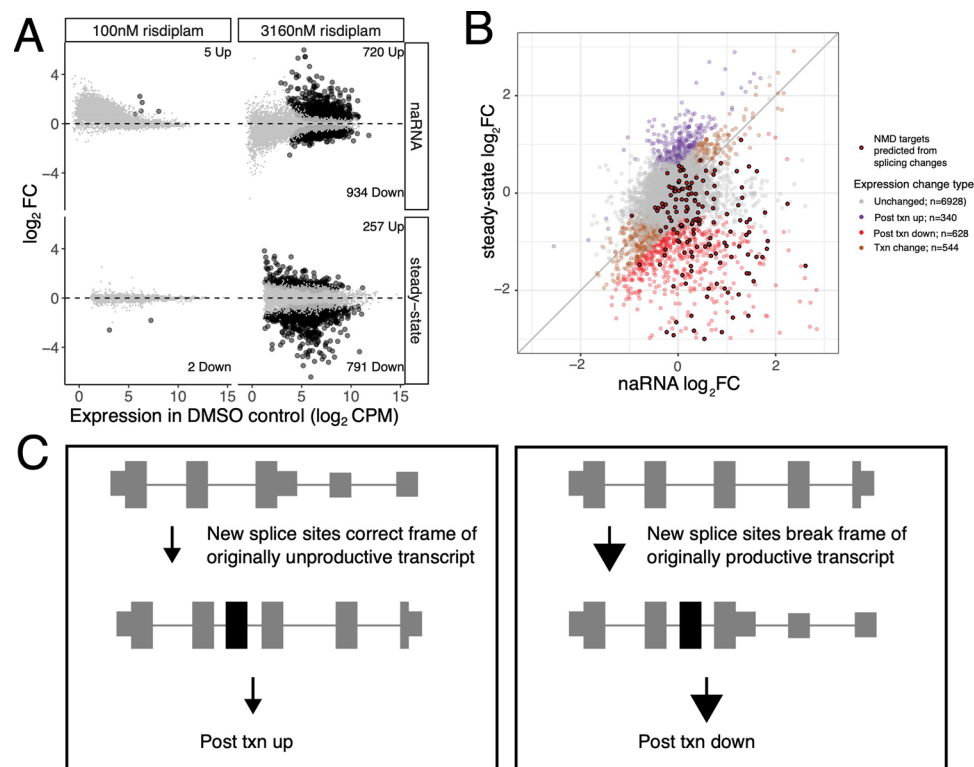 A
100nM risdiplam
3160nM risdiplam
5 Up
720 Up
4
0
−4
934 Down
naRNA
257 Up
4
0
−4
2 Down
791 Down
steady−state
log2 FC
0
5
10
15
0
5
10
15
Expression in DMSO control (log2 CPM)
B
2
0
−2
steady-state log2FC
−2
0
2
naRNA log2FC
NMD targets
predicted from
splicing changes
Expression change type
Unchanged; n=6928)
Post txn up; n=340
Post txn down; n=628
Txn change; n=544
C
New splice sites correct frame of
originally unproductive transcript
Post txn up
New splice sites break frame of
originally productive transcript
Post txn down